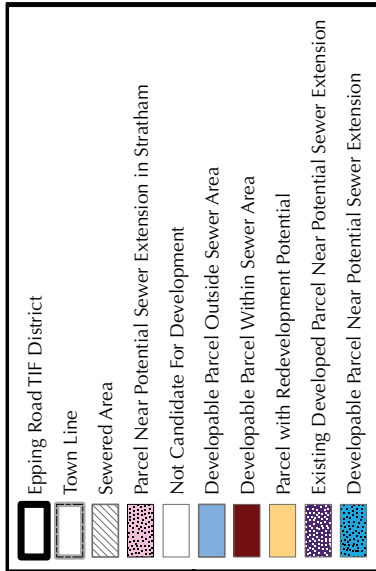 Epping Road TIF District
Town Line
Sewered Area
Parcel Near Potential Sewer Extension in Stratham
Not Candidate For Development
Developable Parcel Outside Sewer Area
Developable Parcel Within Sewer Area
Parcel with Redevelopment Potential
Existing Developed Parcel Near Potential Sewer Extension
Developable Parcel Near Potential Sewer Extension